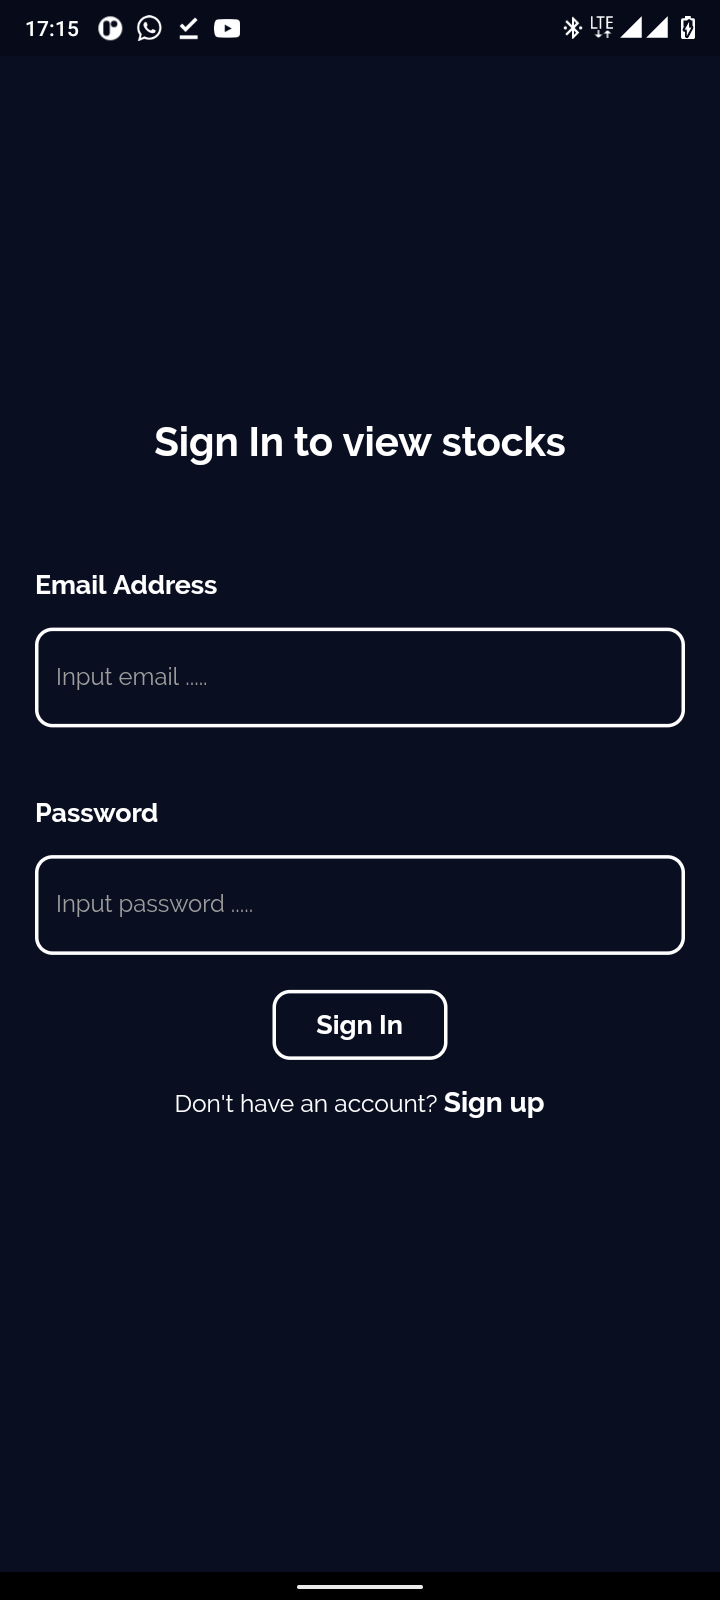 17:15 LTE
Sign In to view stocks
Email Address
Input email .....
Password
Input password .....
Sign In
Don't have an account? Sign up